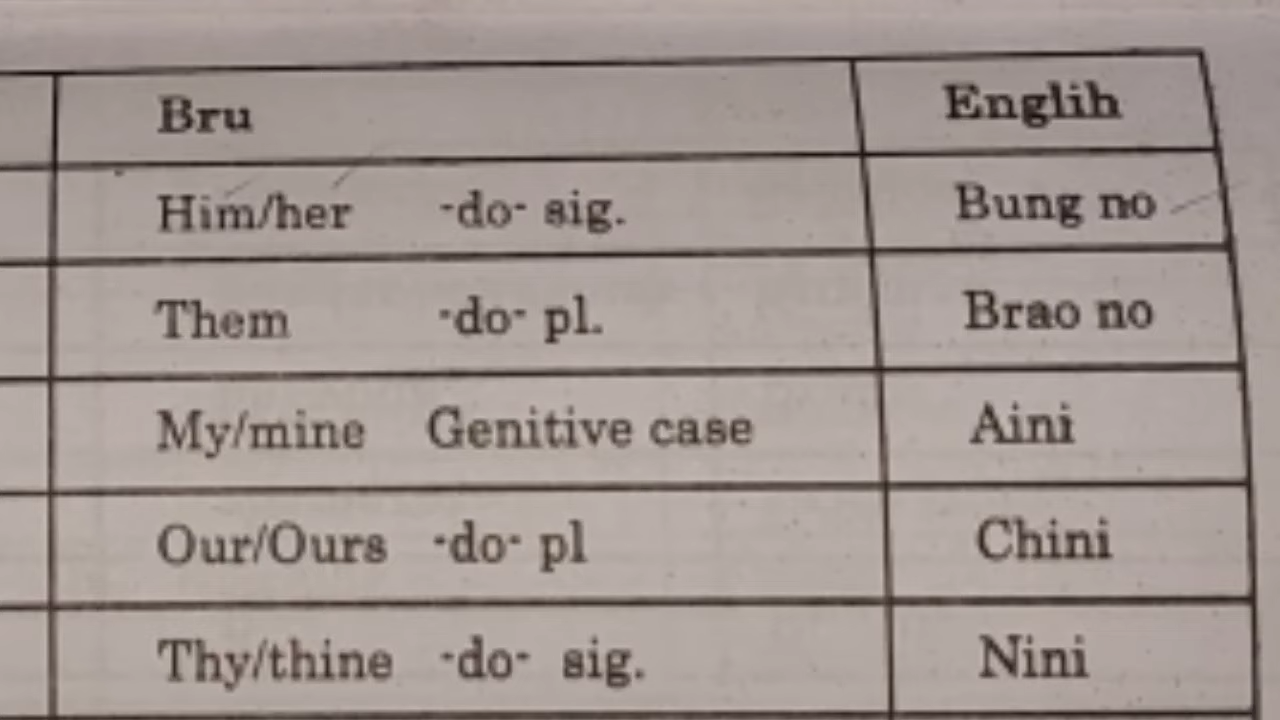 Bru Englih
Him/her -do- sig. Bung no
Them -do- pl. Brao no
My/mine Genitive case Aini
Our/Ours -do- pl Chini
Thy/thine -do- sig. Nini